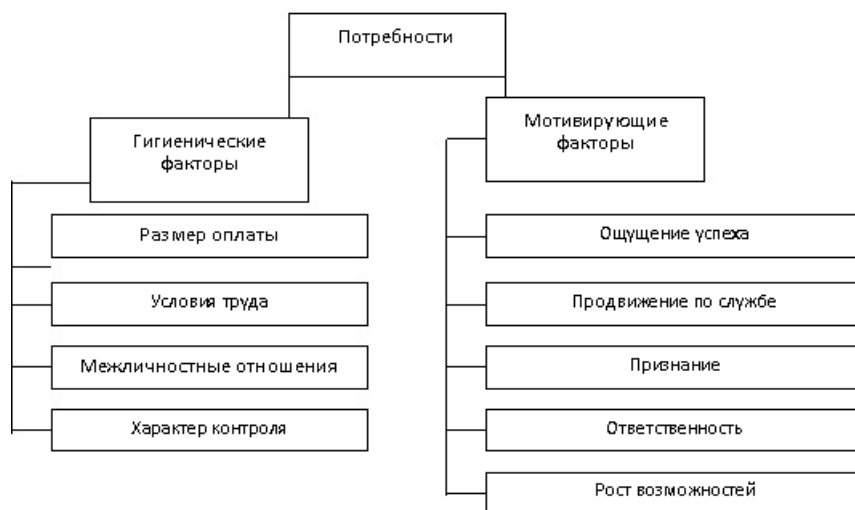 Потребности
Гигиенические
факторы
Размер оплаты
Условия труда
Межличностные отношения
Характер контроля
Мотивирующие
факторы
Ощущение успеха
Продвижение по службе
Признание
Ответственность
Рост возможностей